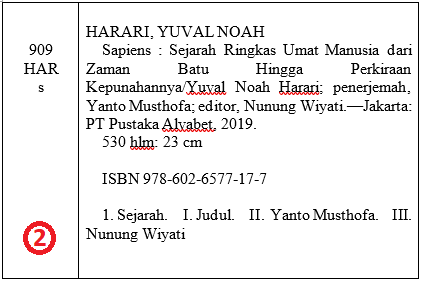 909
HAR
s
HARARI, YUVAL NOAH
Sapiens : Sejarah Ringkas Umat Manusia dari
Zaman Batu Hingga Perkiraan
Kepunahannya/Yuval Noah Harari; penerjemah,
Yanto Musthofa; editor, Nunung Wiyati.—Jakarta:
PT Pustaka Alvabet, 2019.
530 hlm: 23 cm
ISBN 978-602-6577-17-7
1. Sejarah. I. Judul. II. Yanto Musthofa. III.
Nunung Wiyati
2